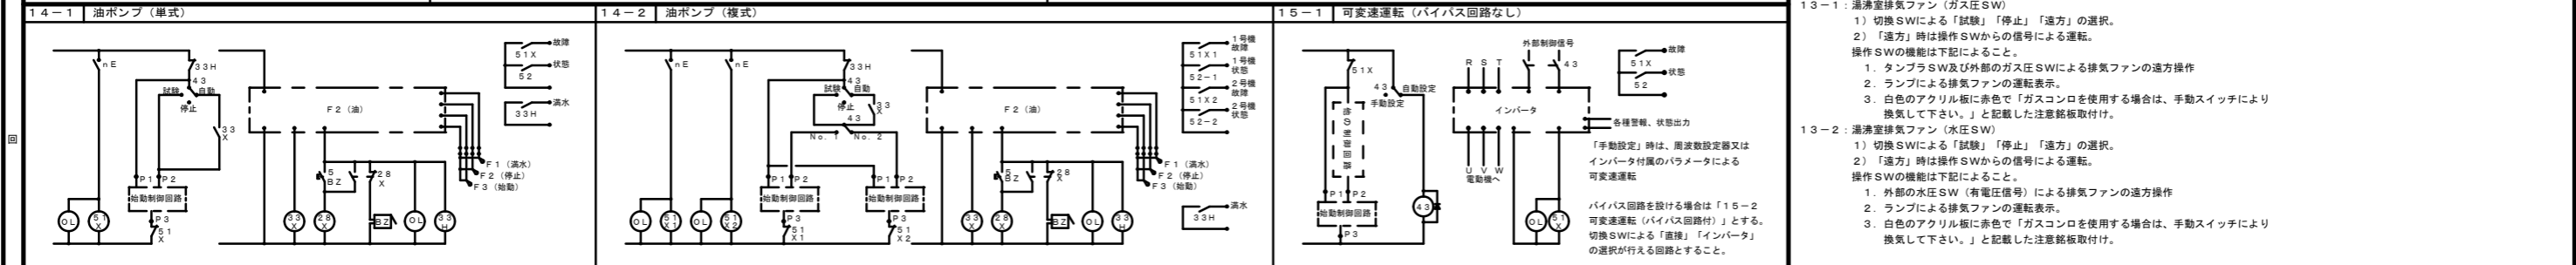 回
14-1 油ポンプ(単式)
nE
33H
43
試験 自動
停止
33
X
P1 P2
始動制御回路
P3
51
X
OL
51
X
F2(油)
5
BZ
28
X
33
X
28
X
BZ
OL
33
H
故障
51X
状態
52
満水
33H
F1(満水)
F2(停止)
F3(始動)
14-2 油ポンプ(複式)
nE
nE
33H
43
試験 自動
停止
33
X
43
No.1 No.2
P1 P2
始動制御回路
P3
51
X1
P1 P2
始動制御回路
P3
51
X2
OL
51
X1
OL
51
X2
F2(油)
5
BZ
28
X
33
X
28
X
BZ
OL
33
H
1号機
故障
51X1
1号機
状態
52-1
2号機
故障
51X2
2号機
状態
52-2
F1(満水)
F2(停止)
F3(始動)
満水
33H
15-1 可変速運転(バイパス回路なし)
51X
43
自動設定
手動設定
他の制御回路
P1 P2
始動制御回路
P3
43
外部制御信号
43
R S T
インバータ
U V W
電動機へ
各種警報、状態出力
OL
51
X
故障
51X
状態
52
「手動設定」時は、周波数設定器又は
インバータ付属のパラメータによる
可変速運転
バイパス回路を設ける場合は「15-2
可変速運転(バイパス回路付)」とする。
切換SWによる「直接」「インバータ」
の選択が行える回路とすること。
13-1:湯沸室排気ファン(ガス圧SW)
1)切換SWによる「試験」「停止」「遠方」の選択。
2)「遠方」時は操作SWからの信号による運転。
操作SWの機能は下記によること。
1.タンブラSW及び外部のガス圧SWによる排気ファンの遠方操作
2.ランプによる排気ファンの運転表示。
3.白色のアクリル板に赤色で「ガスコンロを使用する場合は、手動スイッチにより
換気して下さい。」と記載した注意銘板取付け。
13-2:湯沸室排気ファン(水圧SW)
1)切換SWによる「試験」「停止」「遠方」の選択。
2)「遠方」時は操作SWからの信号による運転。
操作SWの機能は下記によること。
1.外部の水圧SW(有電圧信号)による排気ファンの遠方操作
2.ランプによる排気ファンの運転表示。
3.白色のアクリル板に赤色で「ガスコンロを使用する場合は、手動スイッチにより
換気して下さい。」と記載した注意銘板取付け。